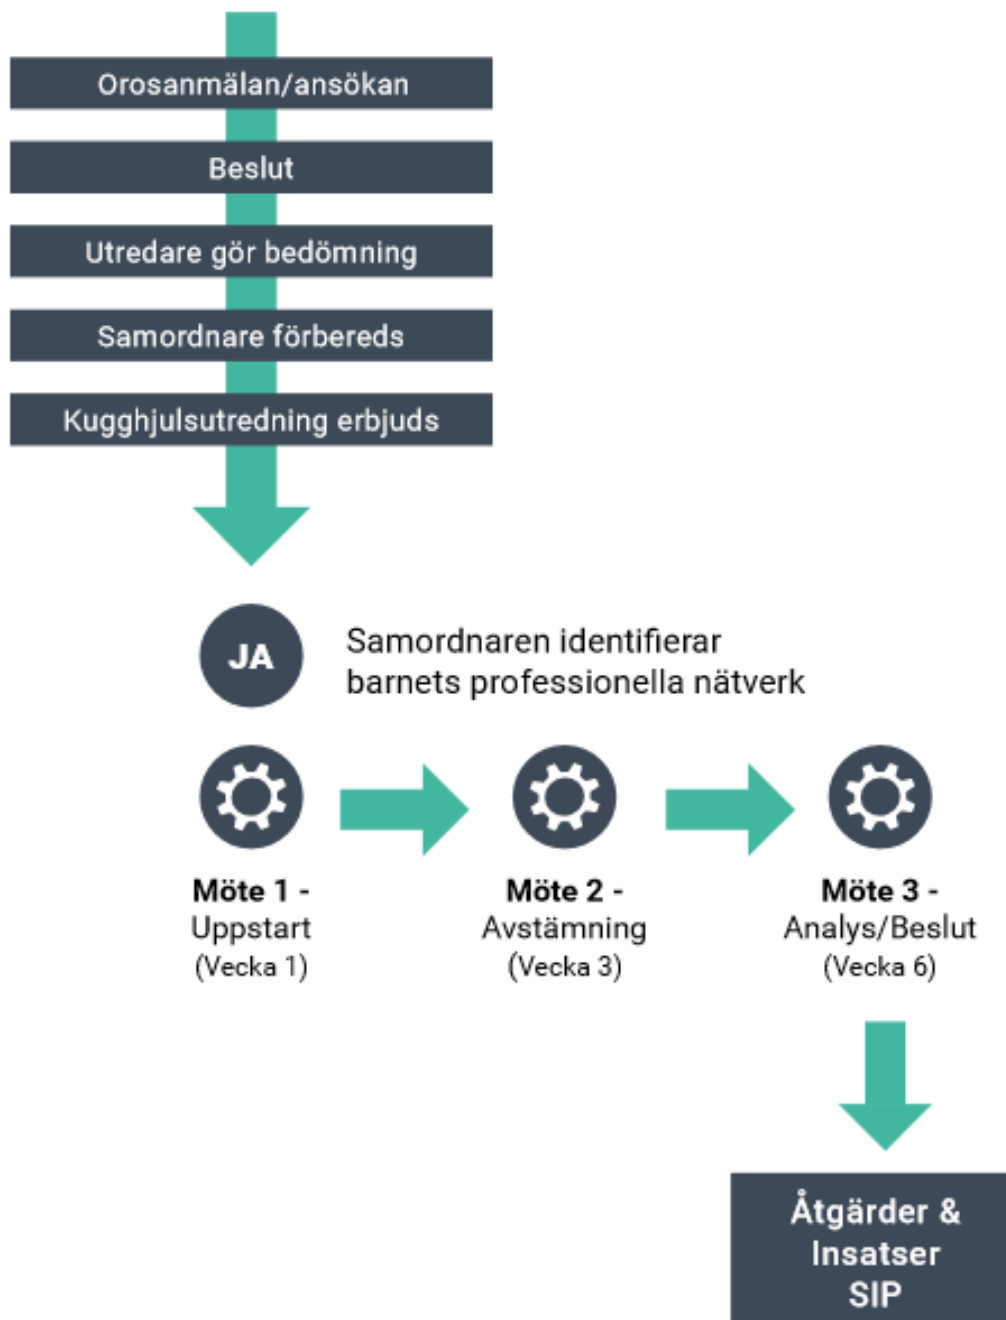 Orosanmälan/ansökan
Beslut
Utredare gör bedömning
Samordnare förbereds
Kugghjulsutredning erbjuds
JA
Samordnaren identifierar
barnets professionella nätverk
Möte 1 -
Uppstart
(Vecka 1)
Möte 2 -
Avstämning
(Vecka 3)
Möte 3 -
Analys/Beslut
(Vecka 6)
Åtgärder &
Insatser
SIP